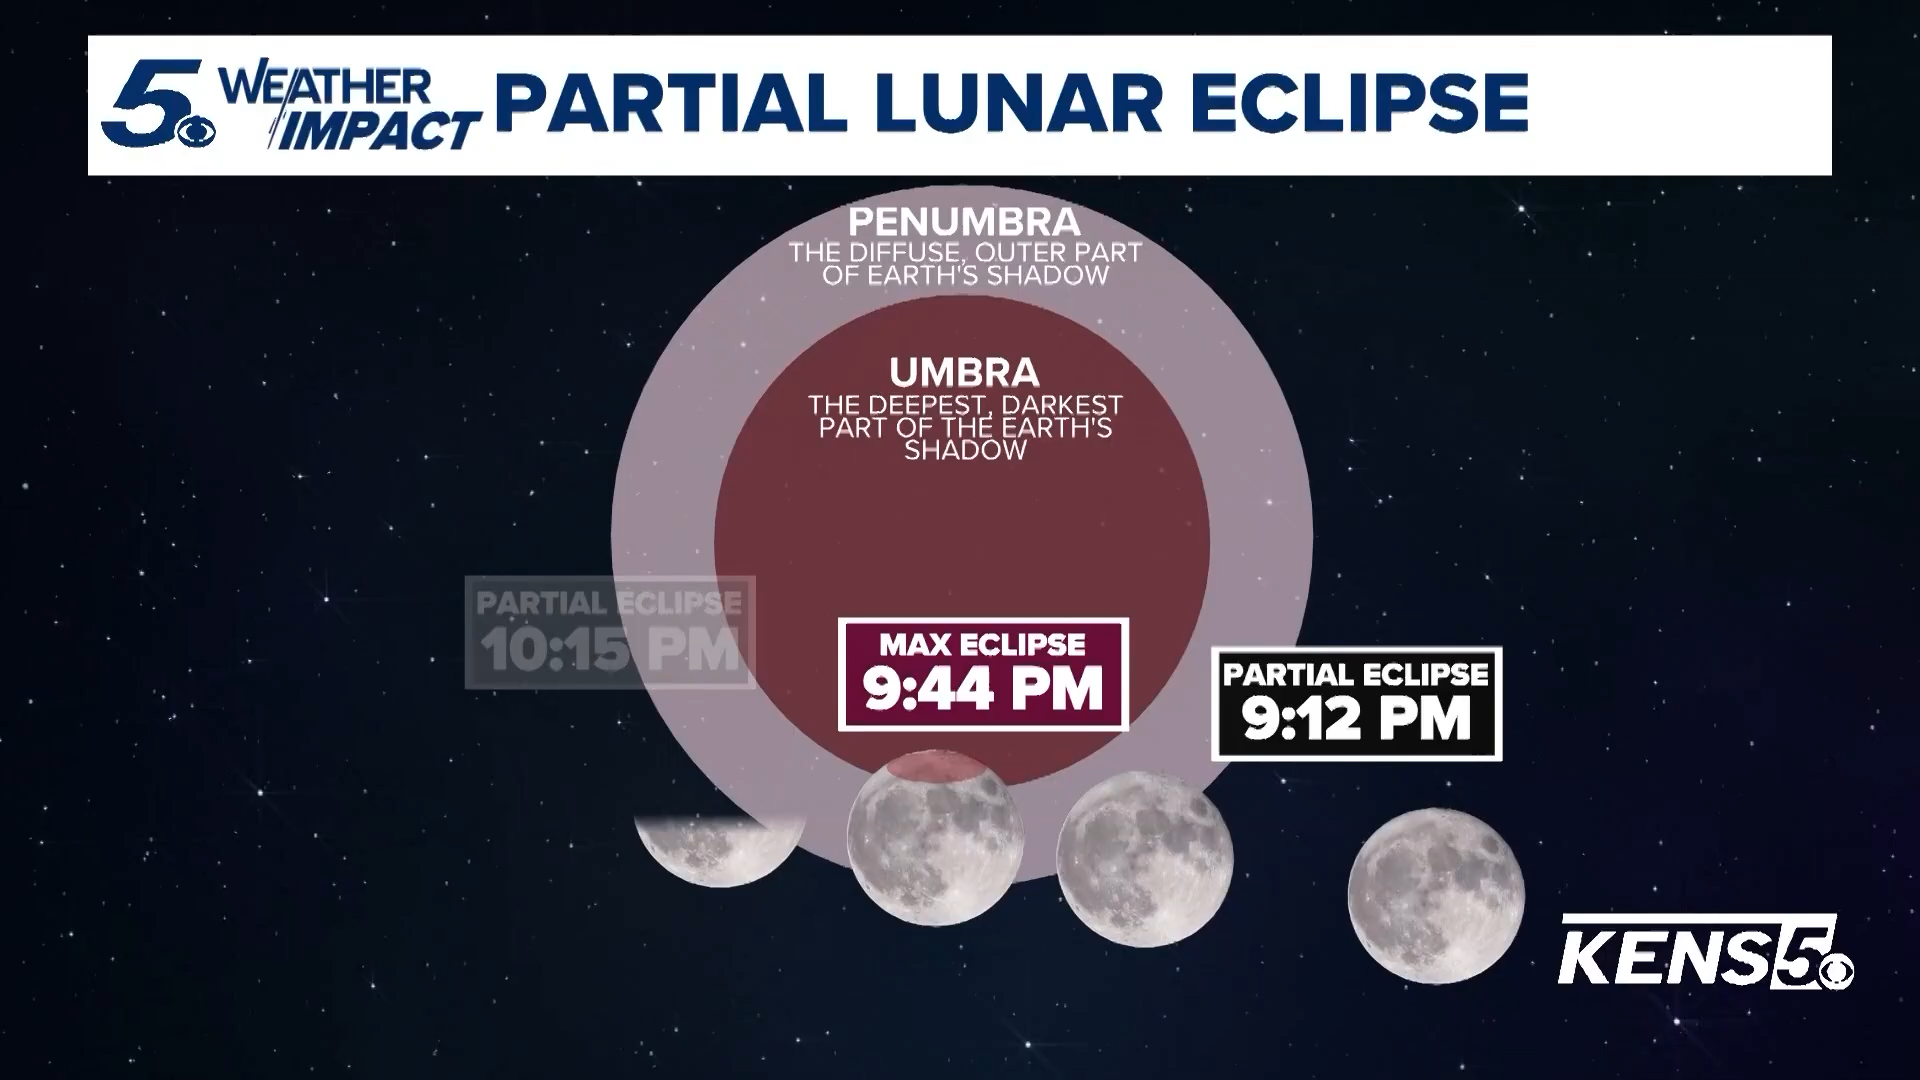 5 WEATHER IMPACT
PARTIAL LUNAR ECLIPSE
PENUMBRA
THE DIFFUSE, OUTER PART
OF EARTH'S SHADOW
UMBRA
THE DEEPEST, DARKEST
PART OF THE EARTH'S
SHADOW
PARTIAL ECLIPSE
10:15 PM
MAX ECLIPSE
9:44 PM
PARTIAL ECLIPSE
9:12 PM
KENS5